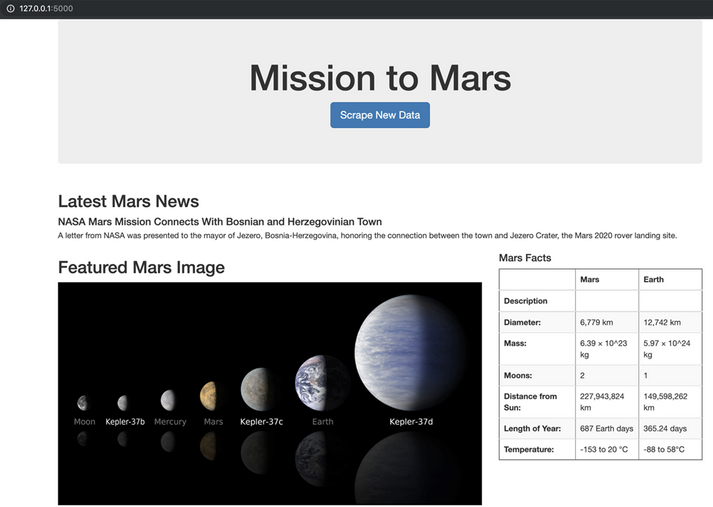 127.0.0.1:5000
Mission to Mars
Scrape New Data
Latest Mars News
NASA Mars Mission Connects With Bosnian and Herzegovinian Town
A letter from NASA was presented to the mayor of Jezero, Bosnia-Herzegovina, honoring the connection between the town and Jezero Crater, the Mars 2020 rover landing site.
Featured Mars Image
Moon Kepler-37b Mercury Mars Kepler-37c Earth Kepler-37d
Mars Facts
Mars Earth
Description
Diameter: 6,779 km 12,742 km
Mass: 6.39 × 10^23 5.97 × 10^24
kg kg
Moons: 2 1
Distance from 227,943,824 149,598,262
Sun: km km
Length of Year: 687 Earth days 365.24 days
Temperature: -153 to 20 °C -88 to 58°C